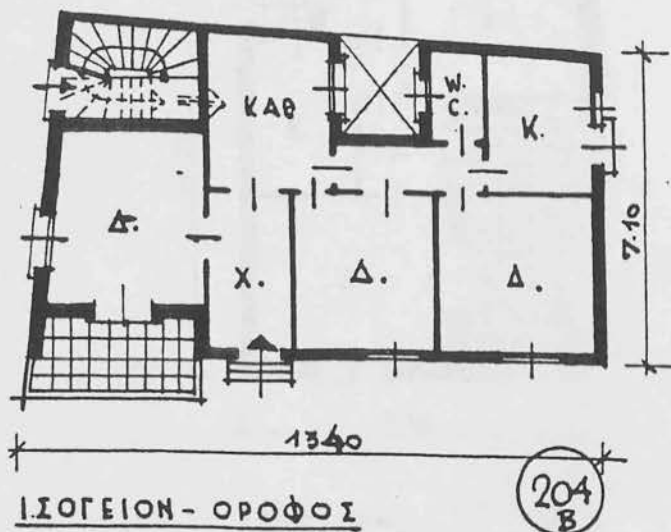 ΚΑΘ
W.
C.
Κ.
Δ.
Χ.
Δ.
Δ.
7.10
1340
ΙΣΟΓΕΙΟΝ - ΟΡΟΦΟΣ
204
Β